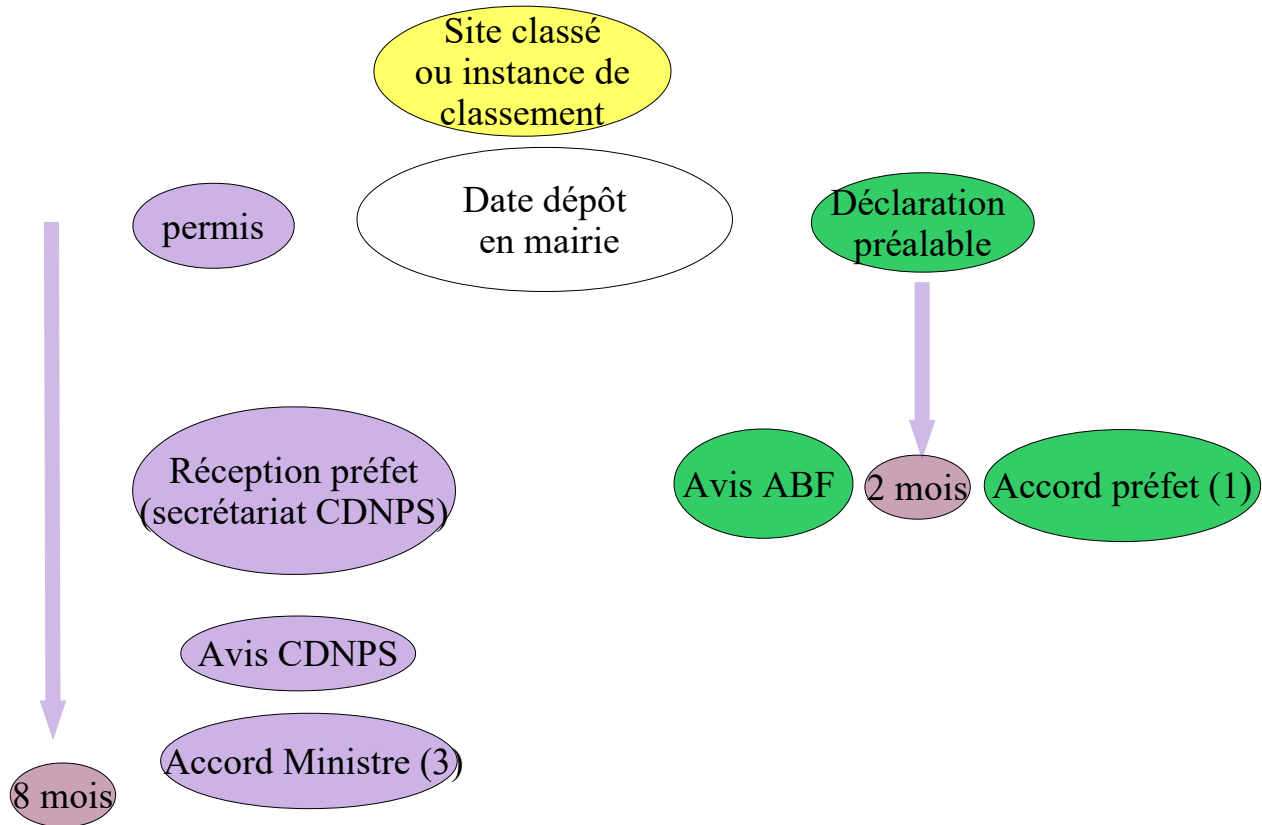 Site classé
ou instance de
classement
permis
Date dépôt
en mairie
Déclaration
préalable
Réception préfet
(secrétariat CDNPS)
Avis ABF
2 mois
Accord préfet (1)
Avis CDNPS
Accord Ministre (3)
8 mois